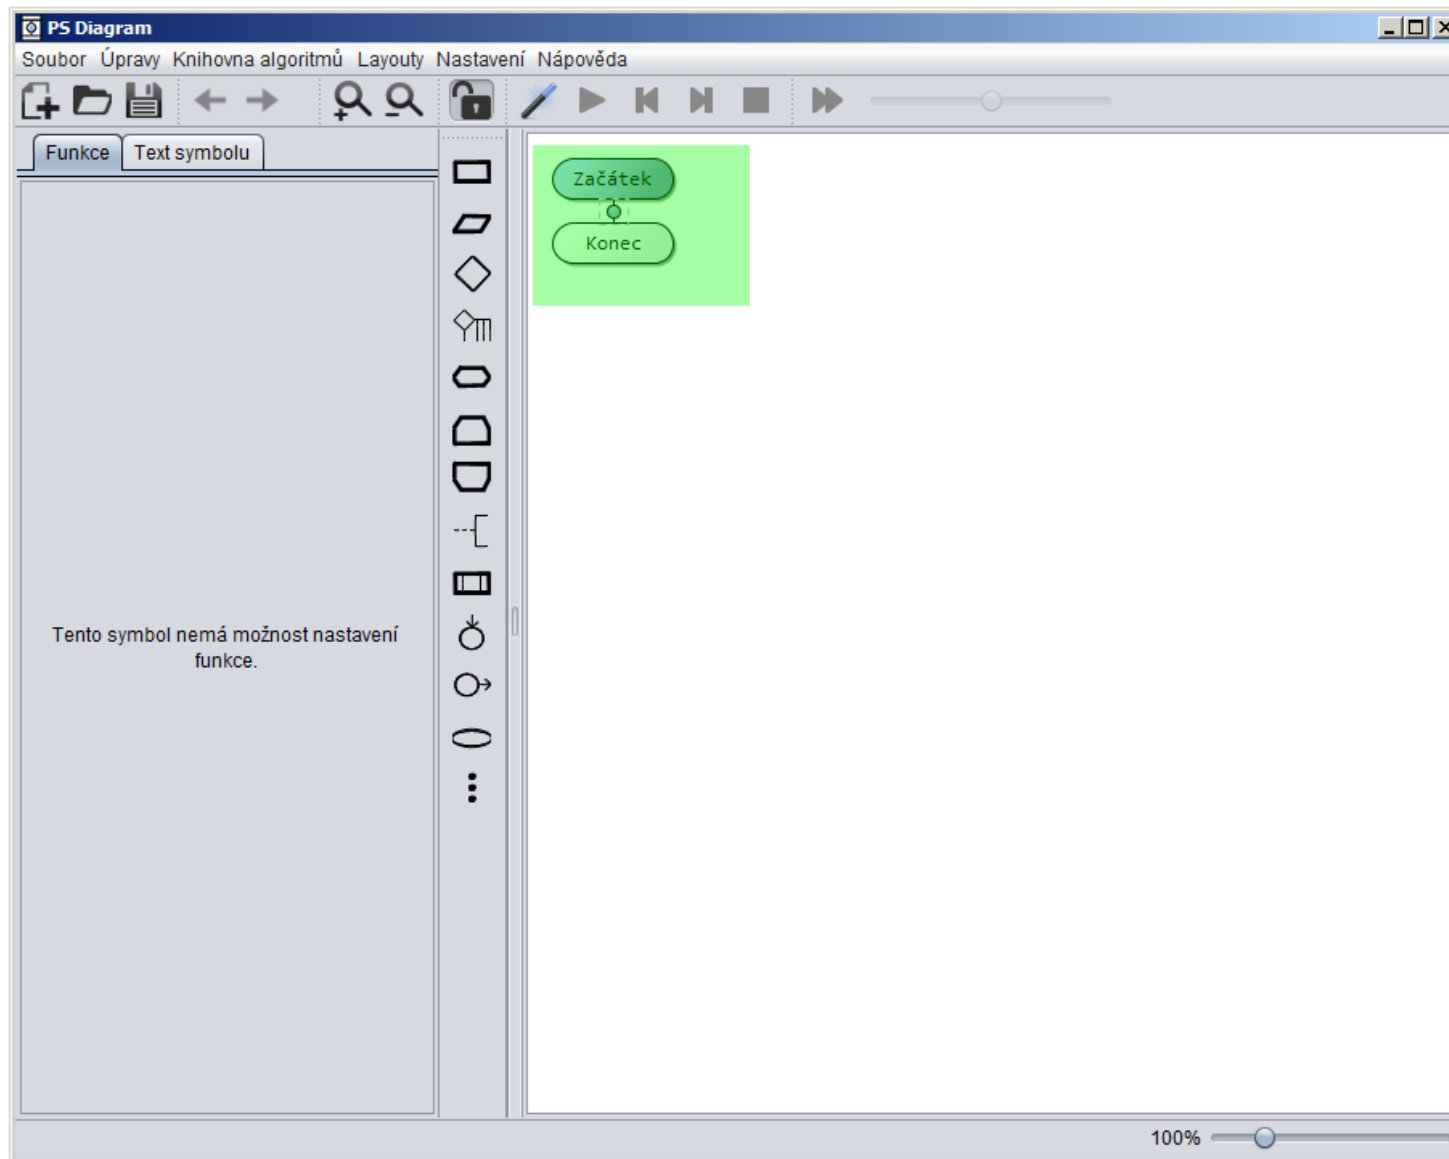 PS Diagram
Soubor Úpravy Knihovna algoritmů Layouty Nastavení Nápověda
Funkce Text symbolu
Začátek
Konec
Tento symbol nemá možnost nastavení
funkce.
100%